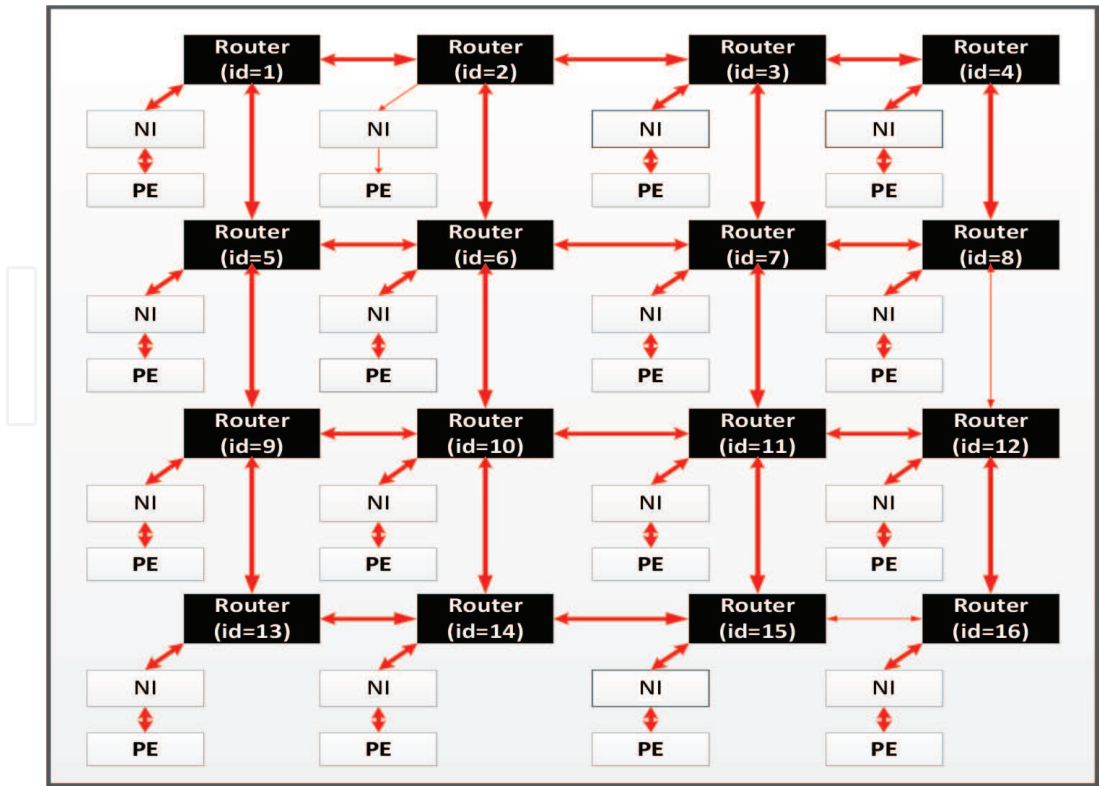 Router
(id=1)
Router
(id=2)
Router
(id=3)
Router
(id=4)
NI
NI
NI
NI
PE
PE
PE
PE
Router
(id=5)
Router
(id=6)
Router
(id=7)
Router
(id=8)
NI
NI
NI
NI
PE
PE
PE
PE
Router
(id=9)
Router
(id=10)
Router
(id=11)
Router
(id=12)
NI
NI
NI
NI
PE
PE
PE
PE
Router
(id=13)
Router
(id=14)
Router
(id=15)
Router
(id=16)
NI
NI
NI
NI
PE
PE
PE
PE